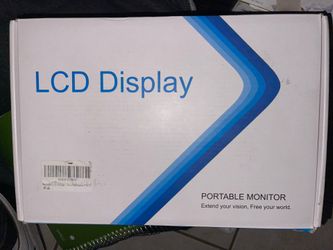 LCD Display
PORTABLE MONITOR
Extend your vision, Free your world.